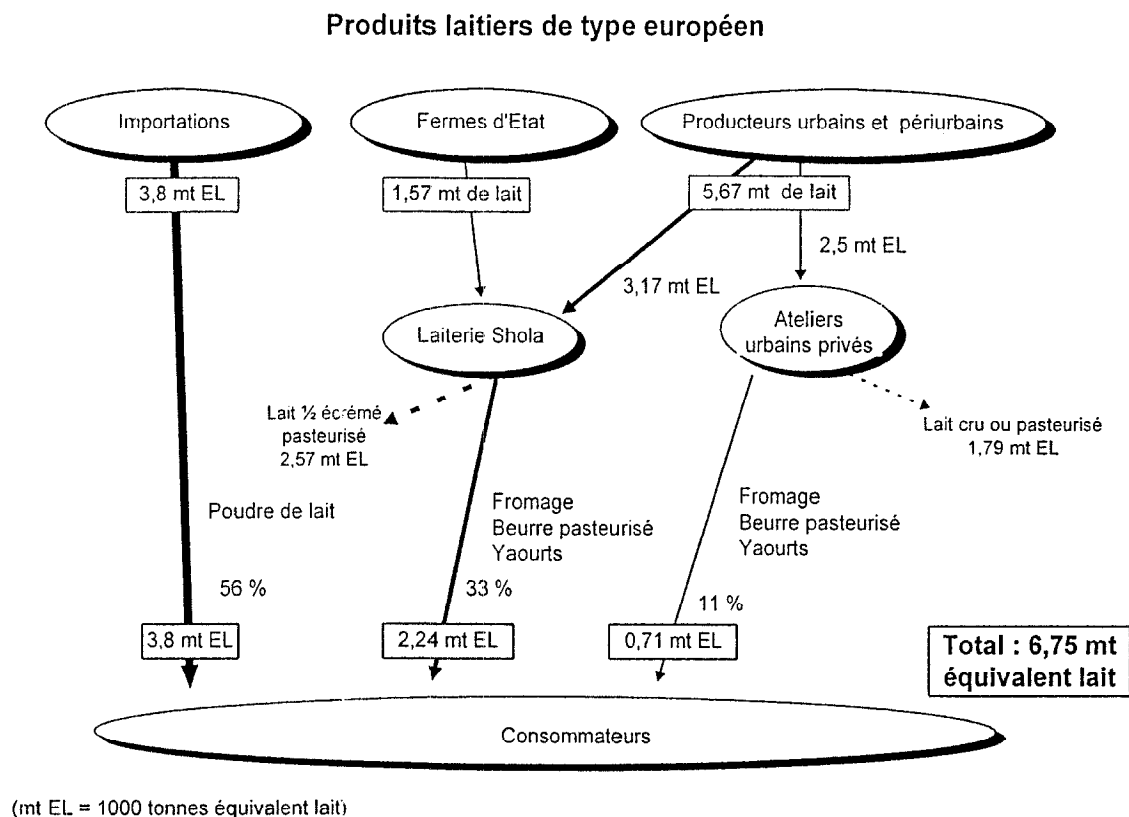 Produits laitiers de type européen
Importations
Fermes d'Etat
Producteurs urbains et périurbains
3,8 mt EL
1,57 mt de lait
5,67 mt de lait
2,5 mt EL
3,17 mt EL
Laiterie Shola
Ateliers
urbains privés
Lait ½ écrémé
pasteurisé
2,57 mt EL
Lait cru ou pasteurisé
1,79 mt EL
Poudre de lait
Fromage
Beurre pasteurisé
Yaourts
Fromage
Beurre pasteurisé
Yaourts
56 %
33 %
11 %
3,8 mt EL
2,24 mt EL
0,71 mt EL
Total : 6,75 mt
équivalent lait
Consommateurs
(mt EL = 1000 tonnes équivalent lait)